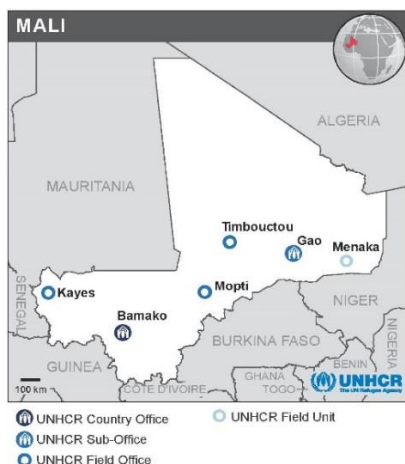 MALI
ALGERIA
MAURITANIA
Timbouctou
Gao
Menaka
Kayes
Mopti
Bamako
SENEGAL
NIGER
BURKINA FASO
NIGERIA
GUINEA
BENIN
GHANA
TOGO
CÔTE D'IVOIRE
100 km
UNHCR
The UN Refugee Agency
UNHCR Country Office
UNHCR Field Unit
UNHCR Sub-Office
UNHCR Field Office